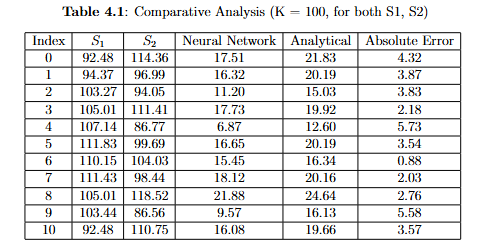 Table 4.1: Comparative Analysis (K = 100, for both S1, S2)
Index S₁ S₂ Neural Network Analytical Absolute Error
0 92.48 114.36 17.51 21.83 4.32
1 94.37 96.99 16.32 20.19 3.87
2 103.27 94.05 11.20 15.03 3.83
3 105.01 111.41 17.73 19.92 2.18
4 107.14 86.77 6.87 12.60 5.73
5 111.83 99.69 16.65 20.19 3.54
6 110.15 104.03 15.45 16.34 0.88
7 111.43 98.44 18.12 20.16 2.03
8 105.01 118.52 21.88 24.64 2.76
9 103.44 86.56 9.57 16.13 5.58
10 92.48 110.75 16.08 19.66 3.57